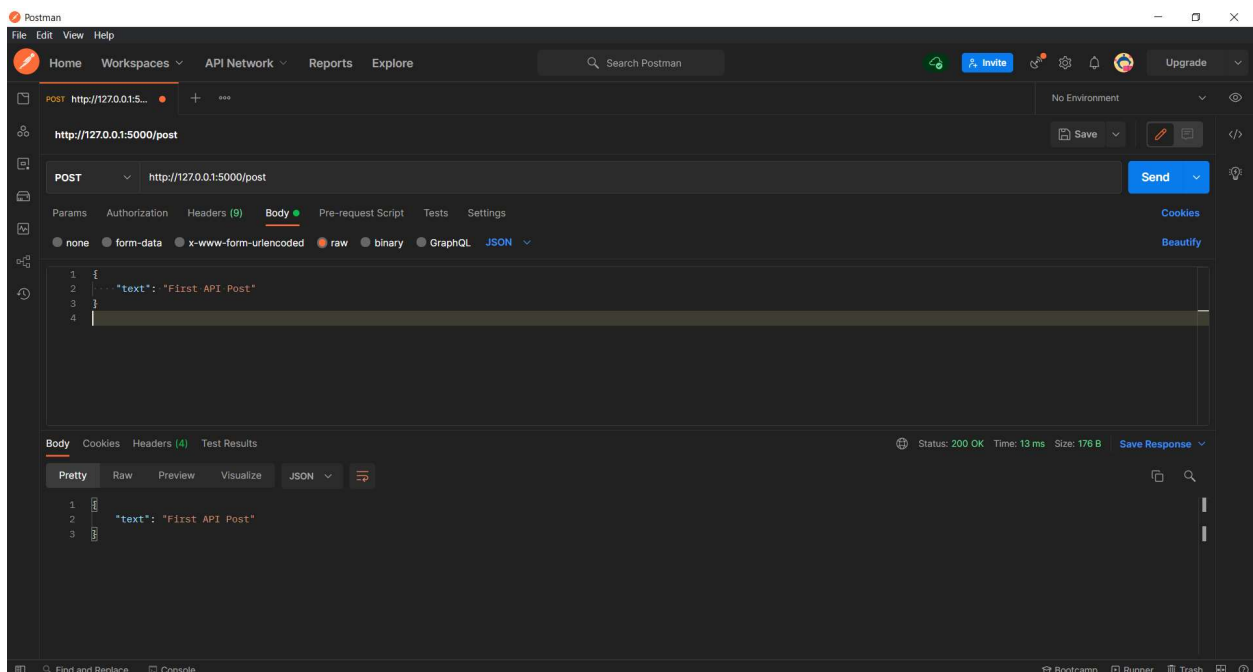 Postman
File Edit View Help
Home Workspaces API Network Reports Explore Search Postman Invite Upgrade
POST http://127.0.0.1:5... No Environment
http://127.0.0.1:5000/post Save
POST http://127.0.0.1:5000/post Send
Params Authorization Headers (9) Body Pre-request Script Tests Settings Cookies
none form-data x-www-form-urlencoded raw binary GraphQL JSON Beautify
1 {
2 "text": "First API Post"
3 }
4
Body Cookies Headers (4) Test Results Status: 200 OK Time: 13 ms Size: 176 B Save Response
Pretty Raw Preview Visualize JSON
1 {
2 "text": "First API Post"
3 }
Find and Replace Console Bootcamp Runner Trash